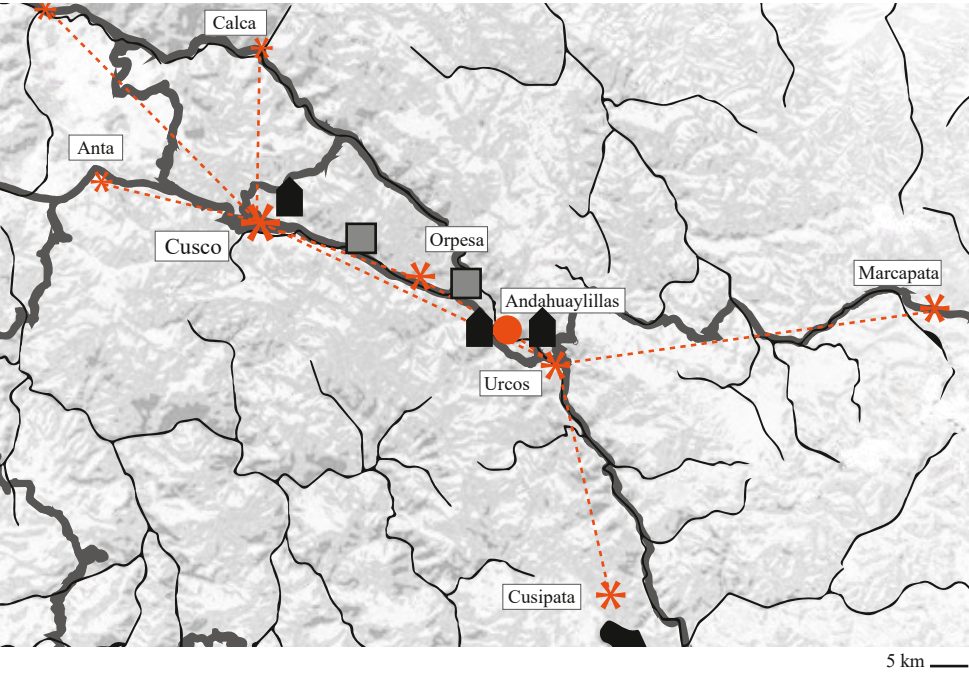 Calca
Anta
Cusco
Orpesa
Marcapata
Andahuaylillas
Urcos
Cusipata
5 km